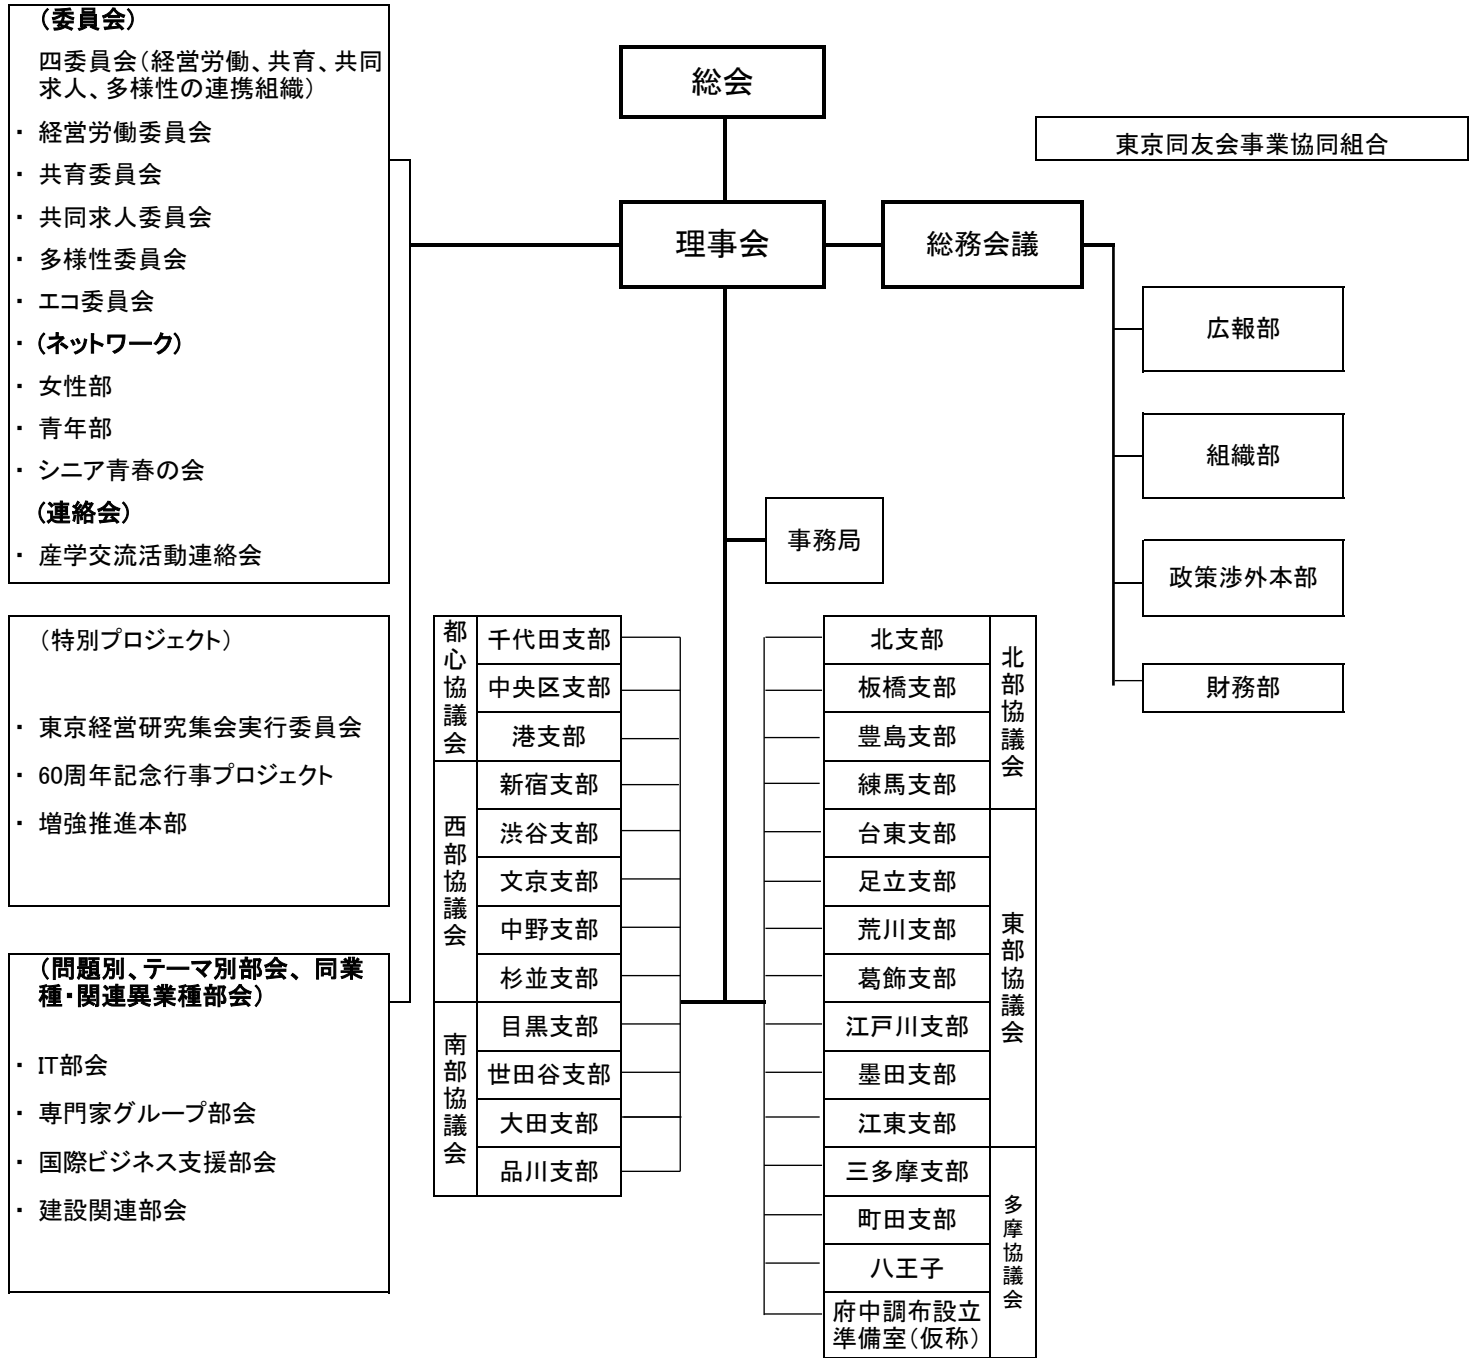 (委員会)
四委員会(経営労働、共育、共同
求人、多様性の連携組織)
・ 経営労働委員会
・ 共育委員会
・ 共同求人委員会
・ 多様性委員会
・ エコ委員会
・ (ネットワーク)
・ 女性部
・ 青年部
・ シニア青春の会
(連絡会)
・ 産学交流活動連絡会
(特別プロジェクト)
・ 東京経営研究集会実行委員会
・ 60周年記念行事プロジェクト
・ 増強推進本部
(問題別、テーマ別部会、同業
種・関連異業種部会)
・ IT部会
・ 専門家グループ部会
・ 国際ビジネス支援部会
・ 建設関連部会
総会
理事会
総務会議
東京同友会事業協同組合
広報部
組織部
政策渉外本部
財務部
事務局
都心協議会
千代田支部
中央区支部
港支部
西部協議会
新宿支部
渋谷支部
文京支部
中野支部
杉並支部
南部協議会
目黒支部
世田谷支部
大田支部
品川支部
北部協議会
北支部
板橋支部
豊島支部
練馬支部
東部協議会
台東支部
足立支部
荒川支部
葛飾支部
江戸川支部
墨田支部
江東支部
多摩協議会
三多摩支部
町田支部
八王子
府中調布設立
準備室(仮称)